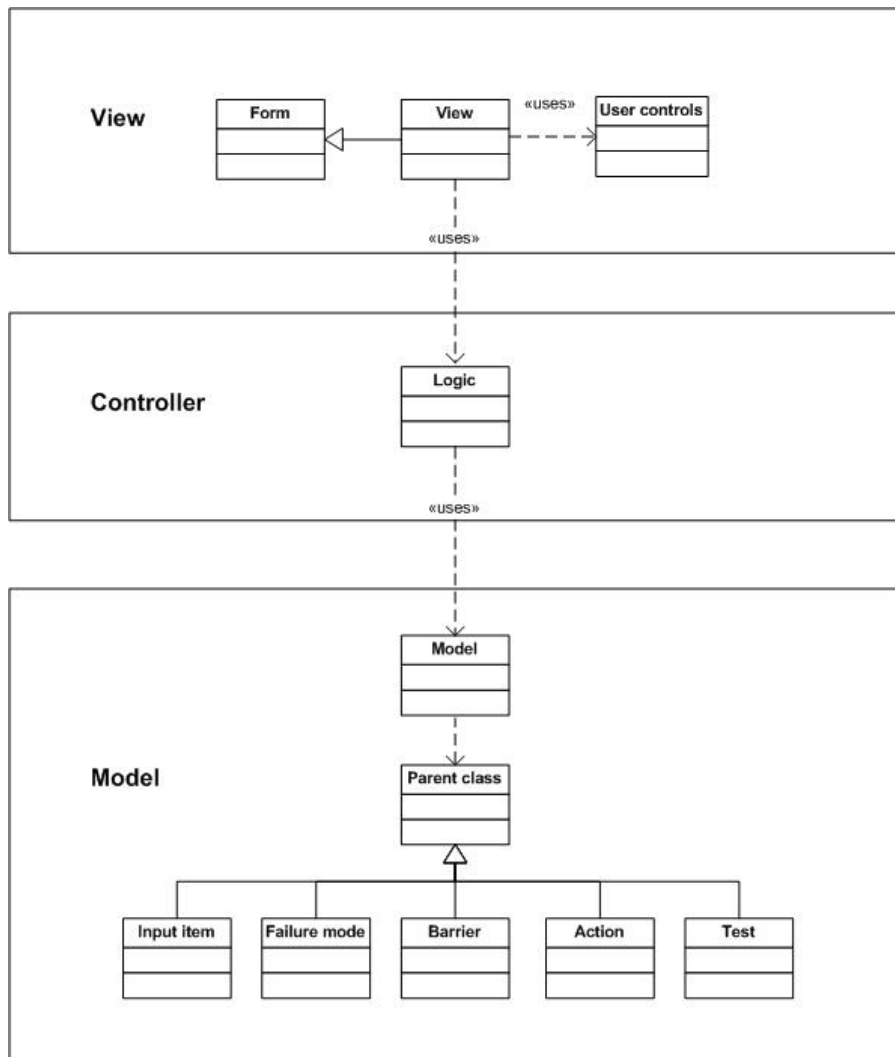 View
Form
View
«uses»
User controls
«uses»
Controller
Logic
«uses»
Model
Model
Parent class
Input item
Failure mode
Barrier
Action
Test